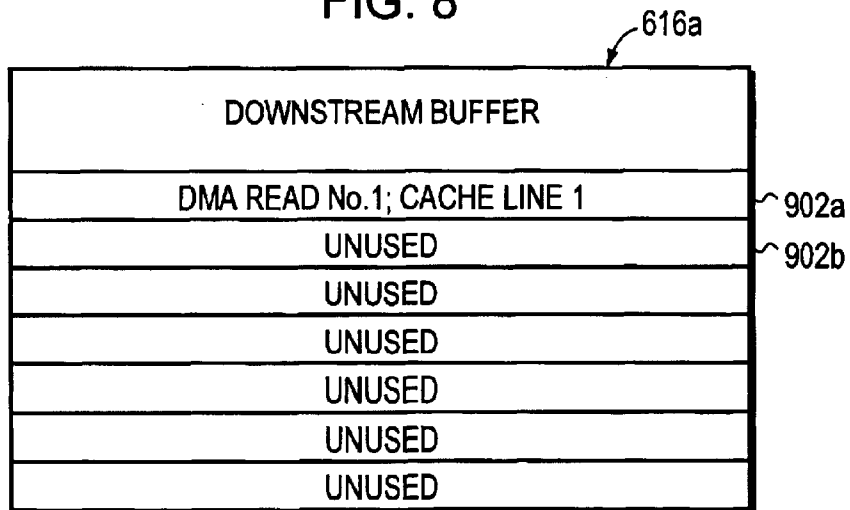 FIG. 8
616a
DOWNSTREAM BUFFER
DMA READ No.1; CACHE LINE 1
902a
UNUSED
902b
UNUSED
UNUSED
UNUSED
UNUSED
UNUSED